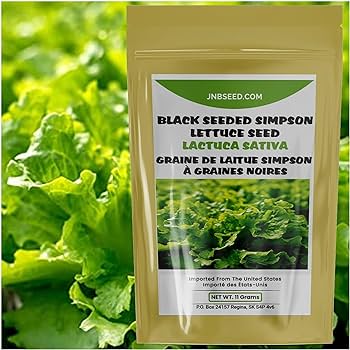 JNBSEED.COM
BLACK SEEDED SIMPSON
LETTUCE SEED
LACTUCA SATIVA
GRAINE DE LAITUE SIMPSON
À GRAINES NOIRES
Imported From The United States
Importé des États-Unis
NET WT. 11 Grams
P.O. Box 24157 Regina, SK S4P 4v6